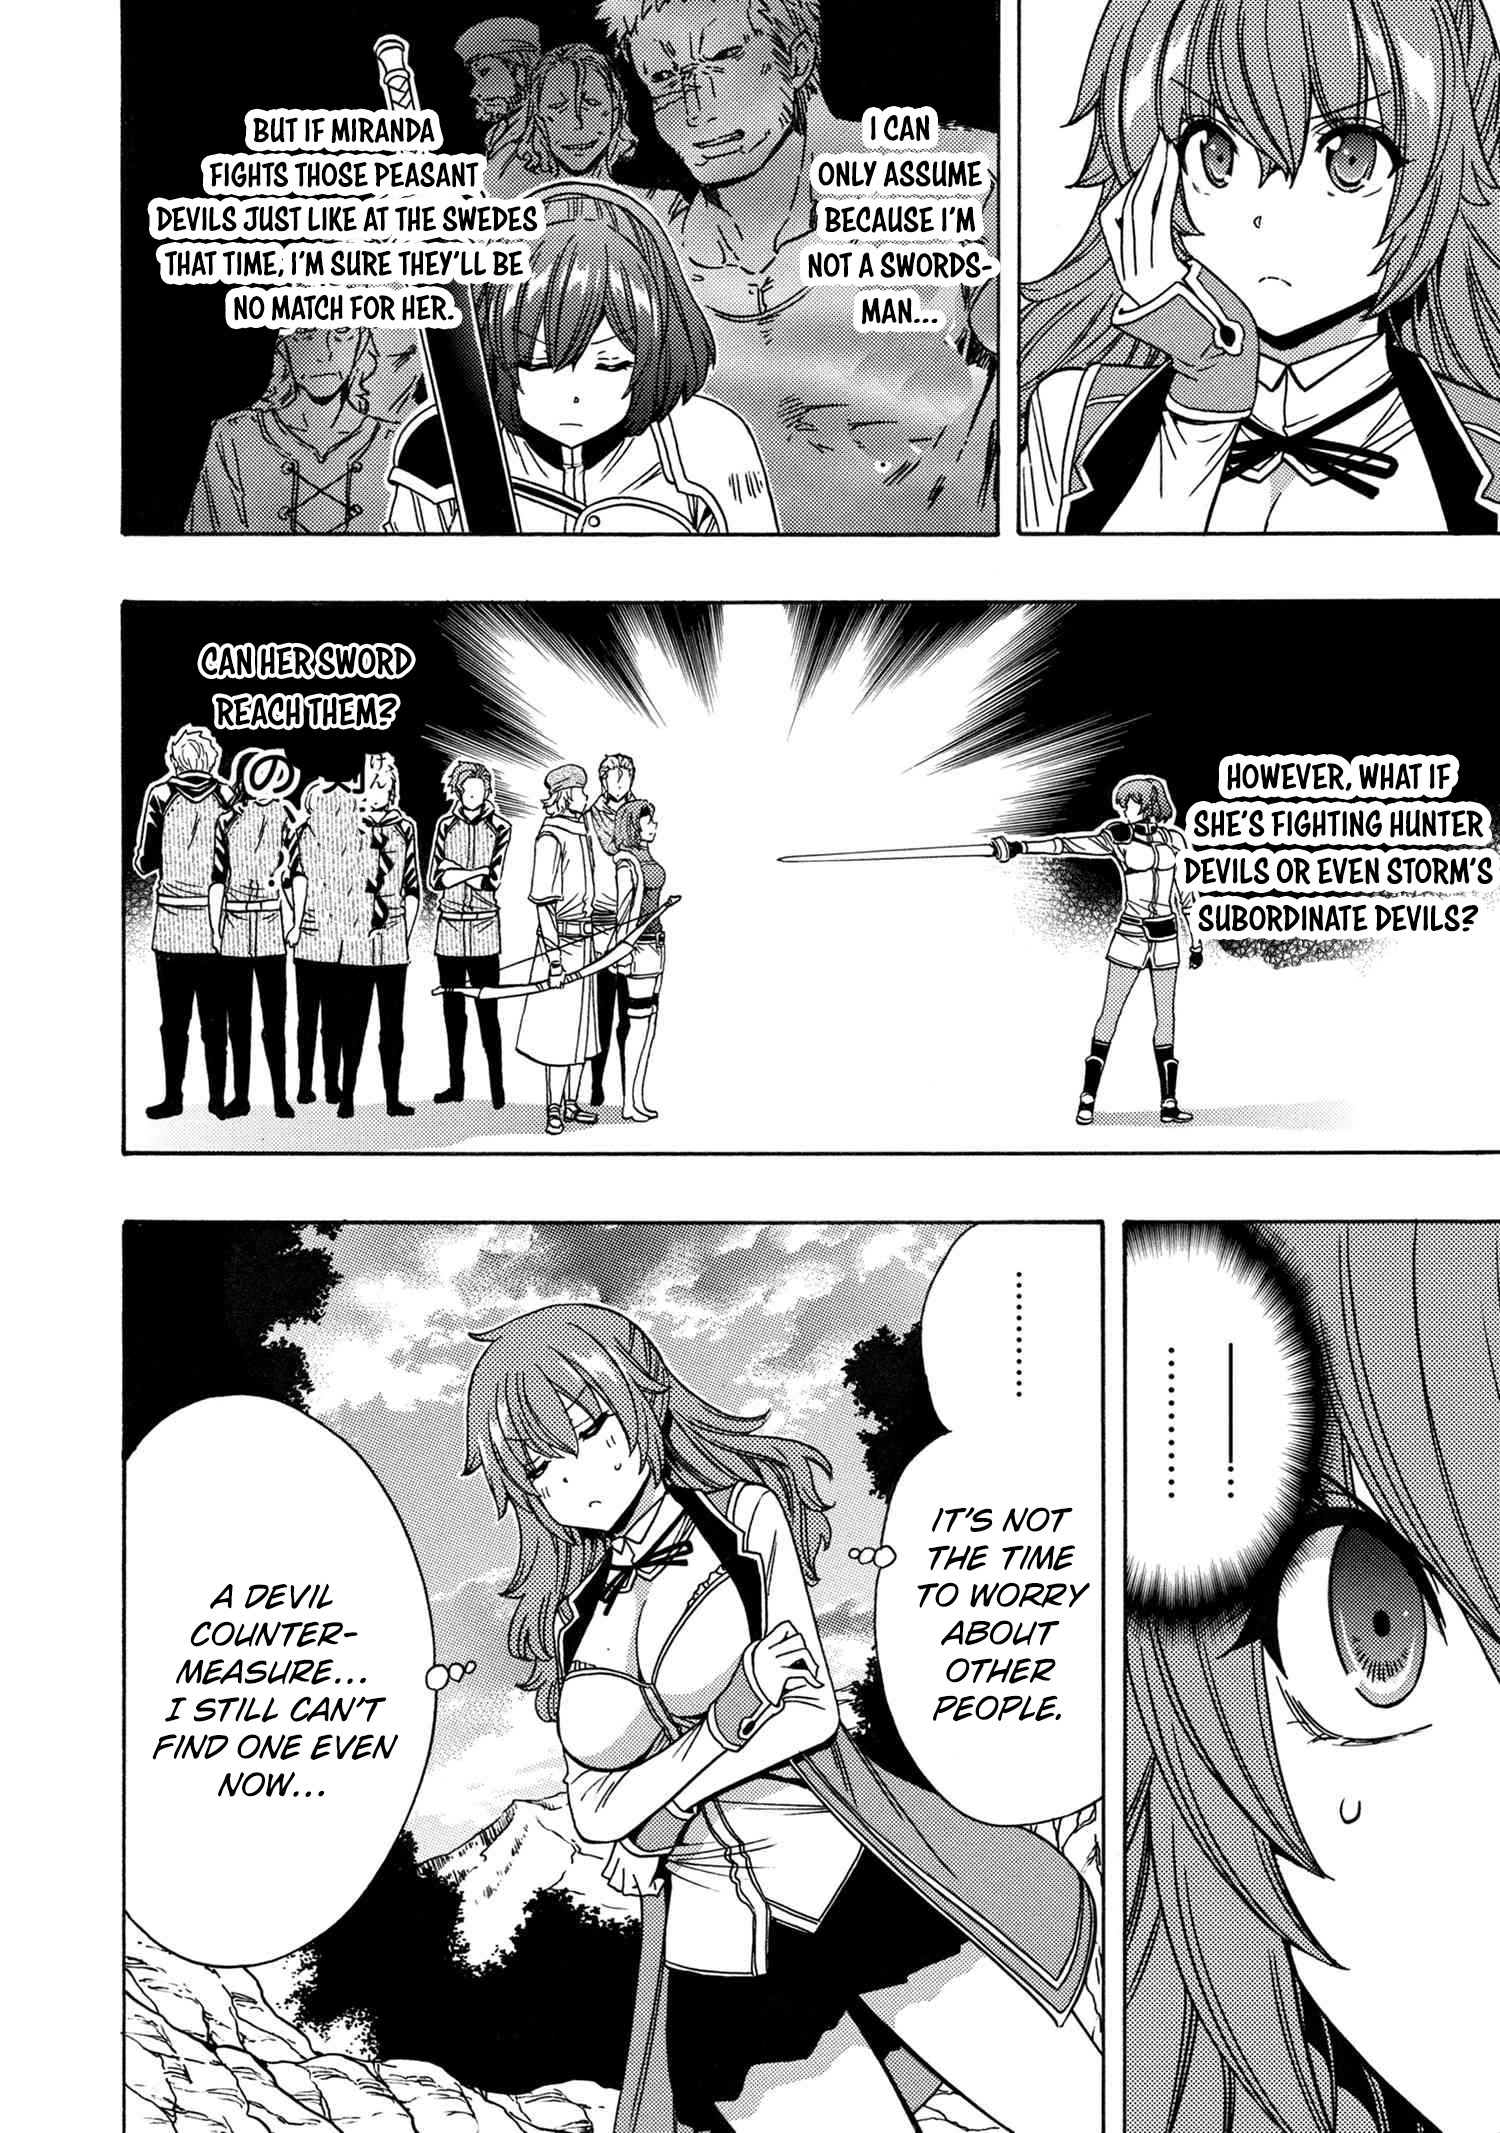 I CAN
ONLY ASSUME
BECAUSE I'M
NOT A SWORDS-
MAN...
BUT IF MIRANDA
FIGHTS THOSE PEASANT
DEVILS JUST LIKE AT THE SWEDES
THAT TIME, I'M SURE THEY'LL BE
NO MATCH FOR HER.
HOWEVER, WHAT IF
SHE'S FIGHTING HUNTER
DEVILS OR EVEN STORM'S
SUBORDINATE DEVILS?
CAN HER SWORD
REACH THEM?
の
IT'S NOT
THE TIME
TO WORRY
ABOUT
OTHER
PEOPLE.
A DEVIL
COUNTER-
MEASURE...
I STILL CAN'T
FIND ONE EVEN
NOW...